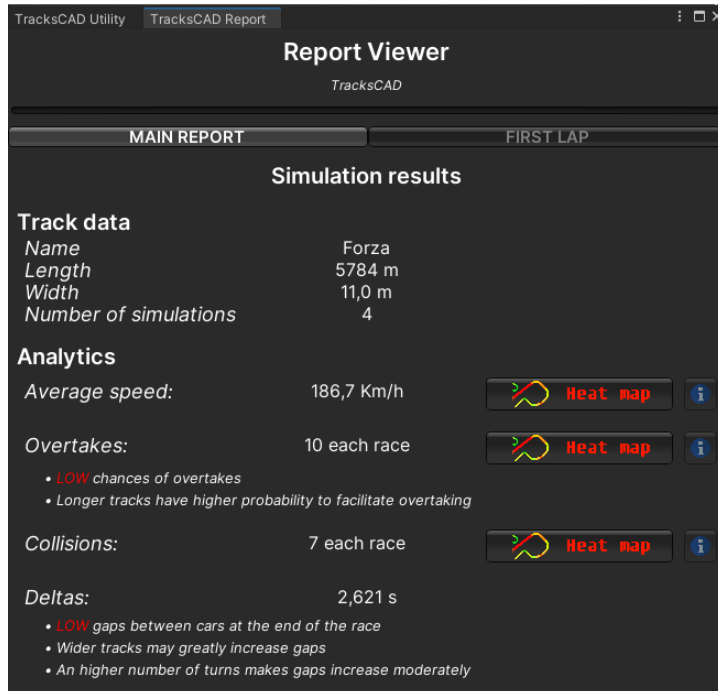 TracksCAD Utility TracksCAD Report
Report Viewer
TracksCAD
MAIN REPORT FIRST LAP
Simulation results
Track data
Name Forza
Length 5784 m
Width 11,0 m
Number of simulations 4
Analytics
Average speed: 186,7 Km/h Heat map
Overtakes: 10 each race Heat map
• LOW chances of overtakes
• Longer tracks have higher probability to facilitate overtaking
Collisions: 7 each race Heat map
Deltas: 2,621 s
• LOW gaps between cars at the end of the race
• Wider tracks may greatly increase gaps
• An higher number of turns makes gaps increase moderately